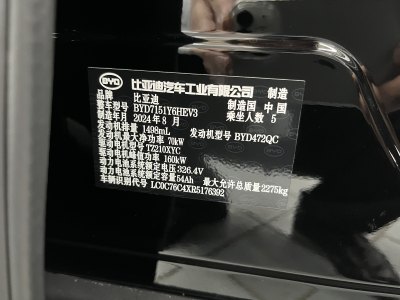 BYD 比亚迪汽车工业有限公司 制造
品牌 比亚迪 制造国 中国
整车型号 BYD7151Y6HEV3 乘坐人数 5
制造年月 2024年8月
发动机排量 1498mL 发动机型号 BYD472QC
发动机最大净功率 70kW
驱动电机型号 TZ210XYC
驱动电机峰值功率 160kW
动力电池系统额定电压 326.4V
动力电池系统额定容量 54Ah 最大允许总质量 2275kg
车辆识别代号 LC0C76C4XR5176392